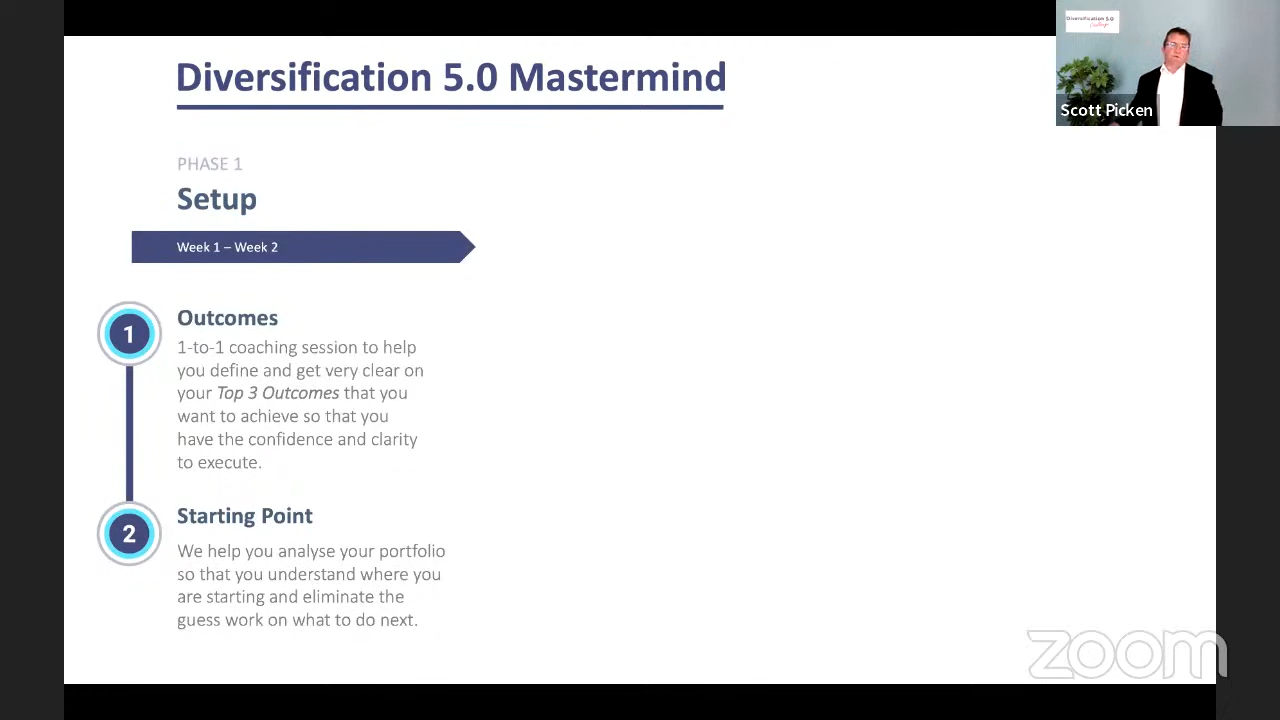 Diversification 5.0 Mastermind
Diversification 5.0
Challenge
Scott Picken
PHASE 1
Setup
Week 1 – Week 2
1
Outcomes
1-to-1 coaching session to help
you define and get very clear on
your Top 3 Outcomes that you
want to achieve so that you
have the confidence and clarity
to execute.
2
Starting Point
We help you analyse your portfolio
so that you understand where you
are starting and eliminate the
guess work on what to do next.
zoom